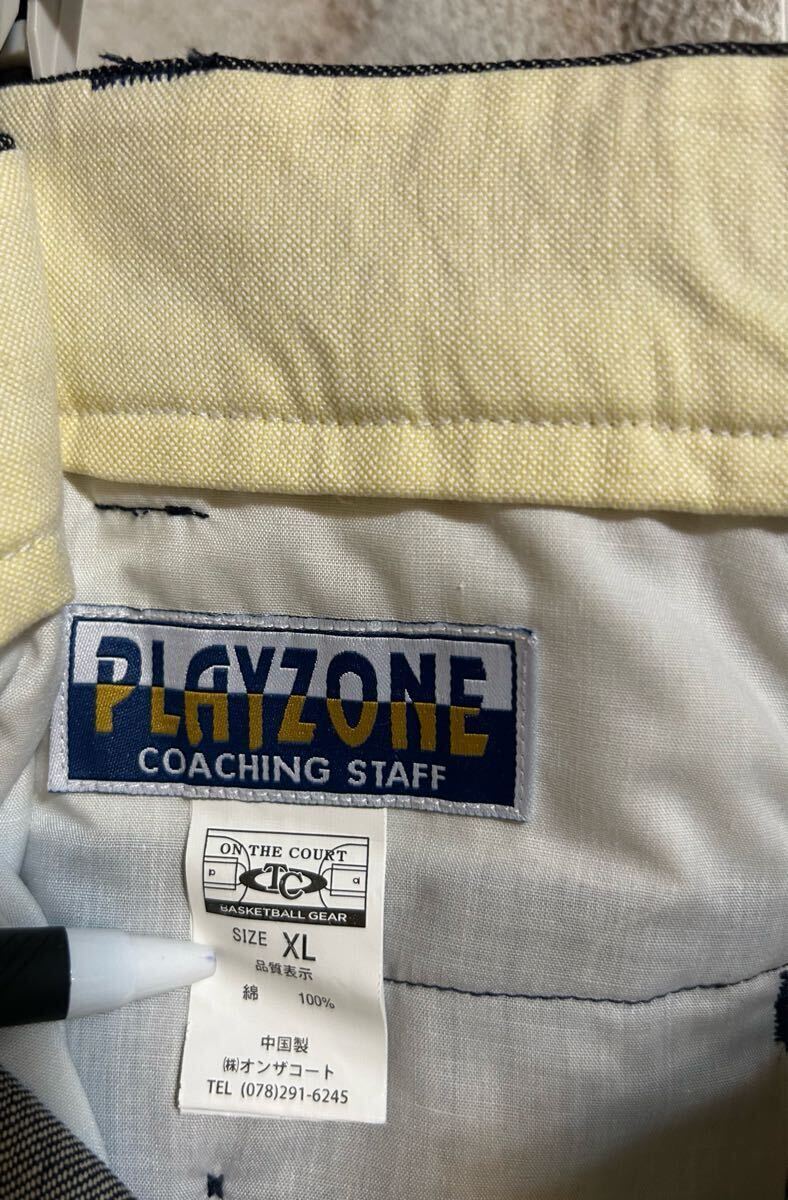 PLAYZONE
COACHING STAFF
ON THE COURT
TC
BASKETBALL GEAR
SIZE XL
品質表示
綿 100%
中国製
㈱オンザコート
TEL (078)291-6245